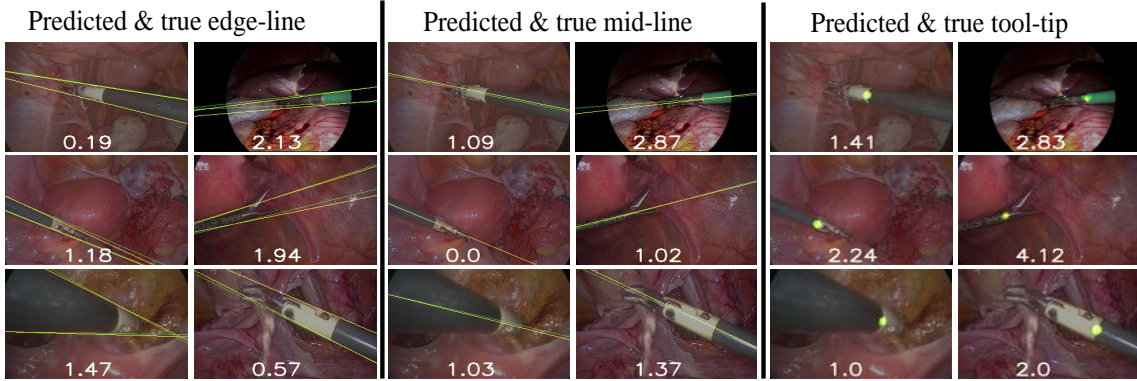 Predicted & true edge-line Predicted & true mid-line Predicted & true tool-tip
0.19 2.13 1.09 2.87 1.41 2.83
1.18 1.94 0.0 1.02 2.24 4.12
1.47 0.57 1.03 1.37 1.0 2.0